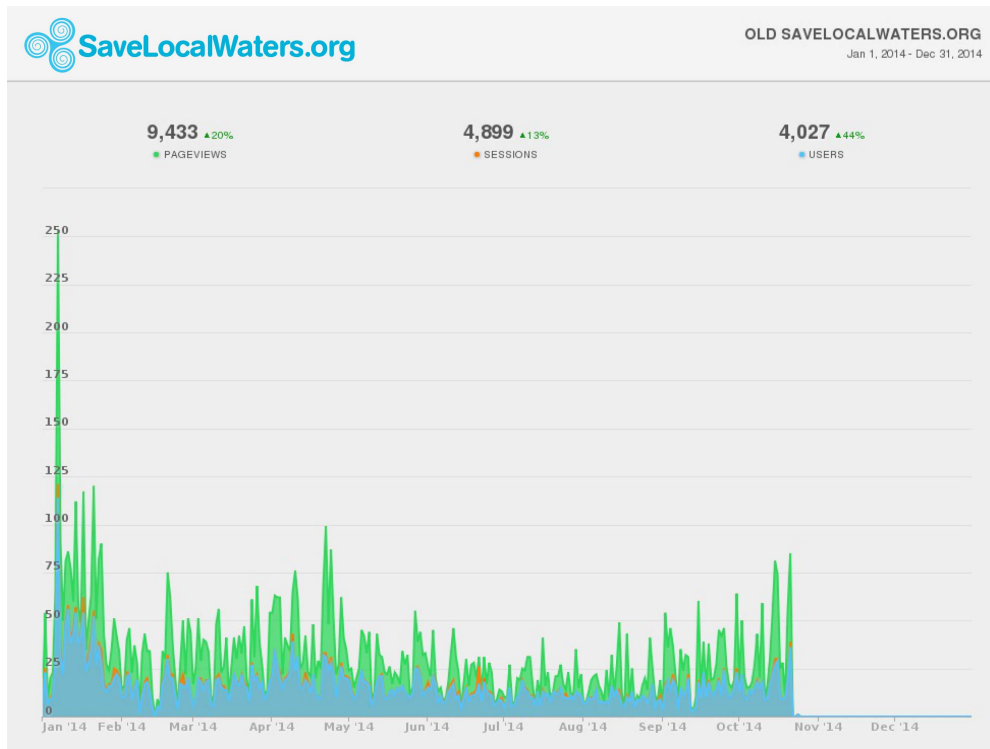 SaveLocalWaters.org
OLD SAVELOCALWATERS.ORG
Jan 1, 2014 - Dec 31, 2014
9,433 ▲20%
PAGEVIEWS
4,899 ▲13%
SESSIONS
4,027 ▲44%
USERS
250
225
200
175
150
125
100
75
50
25
0
Jan '14 Feb '14 Mar '14 Apr '14 May '14 Jun '14 Jul '14 Aug '14 Sep '14 Oct '14 Nov '14 Dec '14